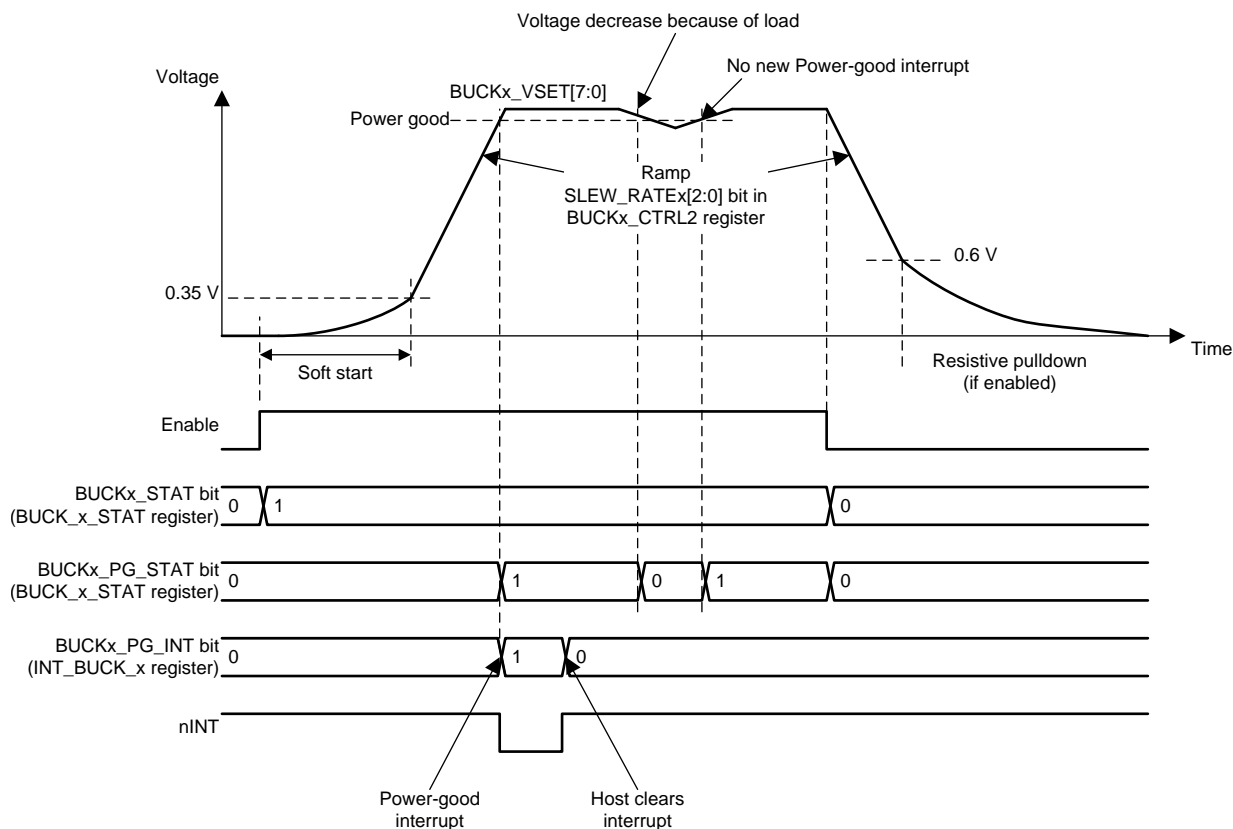 Voltage decrease because of load
No new Power-good interrupt
Voltage
BUCKx_VSET[7:0]
Power good
Ramp
SLEW_RATEx[2:0] bit in
BUCKx_CTRL2 register
0.6 V
0.35 V
Time
Soft start
Resistive pulldown
(if enabled)
Enable
BUCKx_STAT bit
(BUCK_x_STAT register)
0
1
0
BUCKx_PG_STAT bit
(BUCK_x_STAT register)
0
1
0
1
0
BUCKx_PG_INT bit
(INT_BUCK_x register)
0
1
0
nINT
Power-good
interrupt
Host clears
interrupt